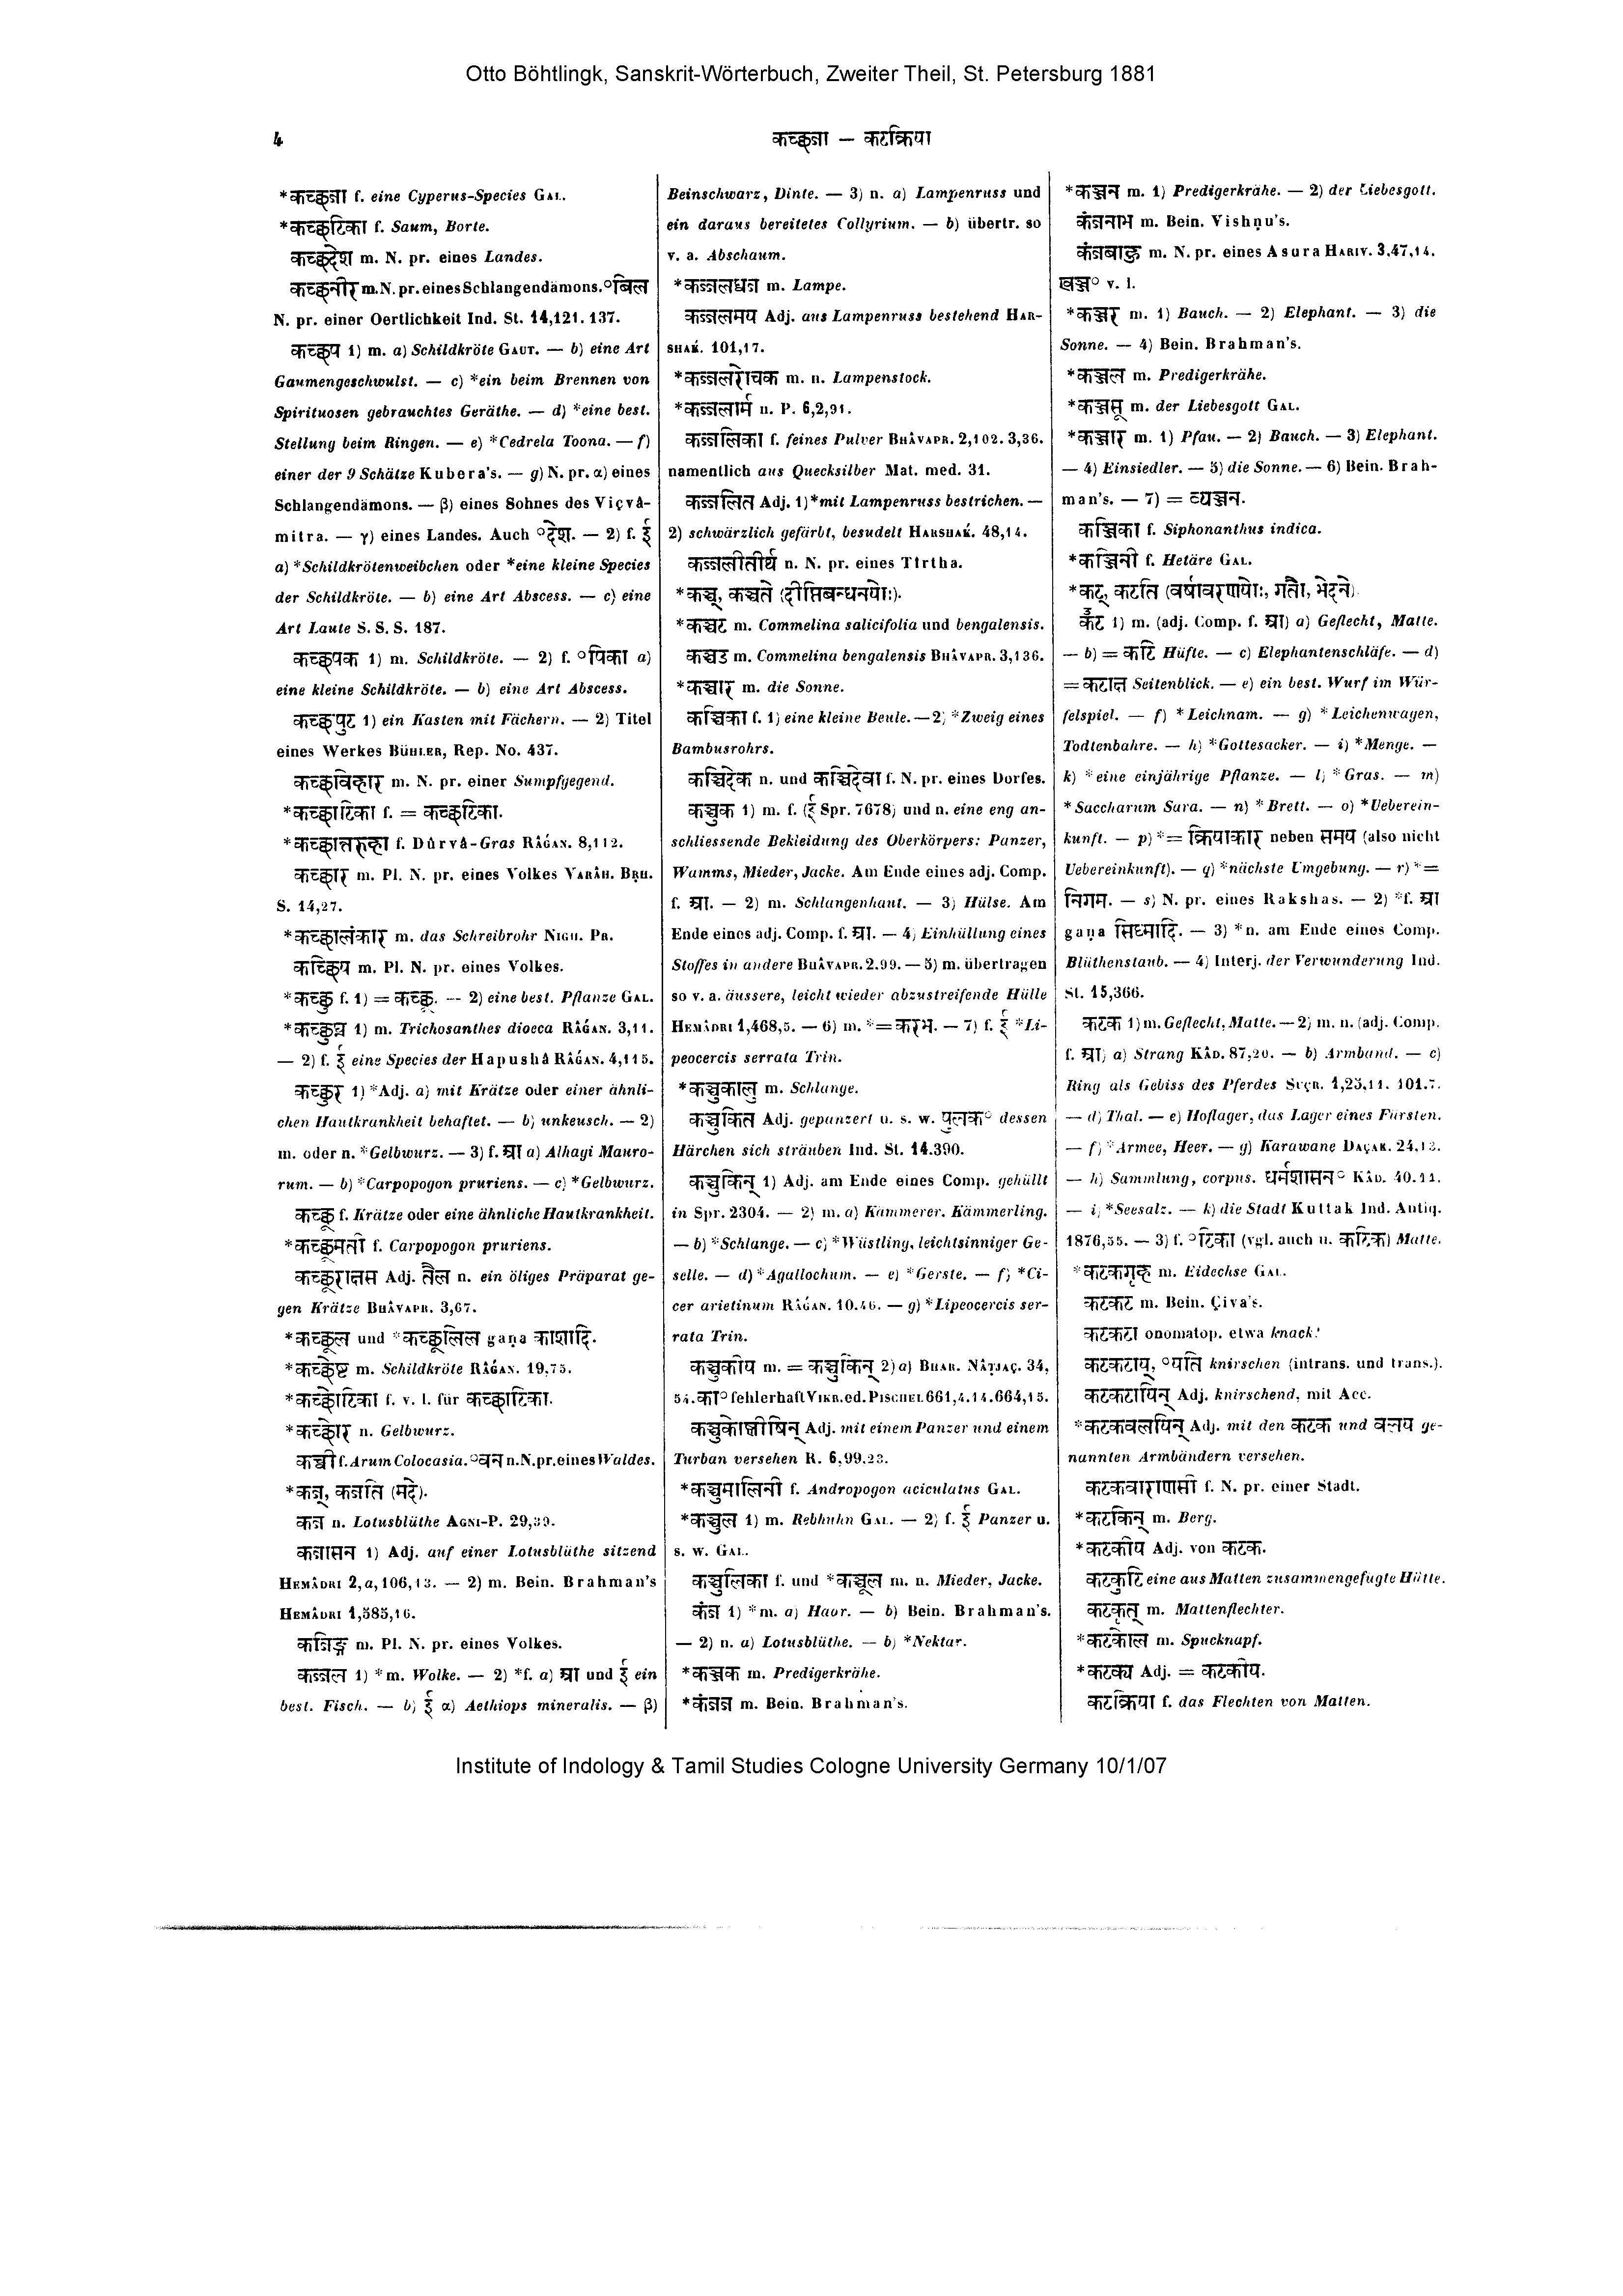 Otto Böhtlingk, Sanskrit-Wörterbuch, Zweiter Theil, St. Petersburg 1881
4
कच्छरुहा — कटक्रिया
f. eine Cyperus-Species GAL.
*कच्छटिका f. Saum, Borte.
कच्छदेश m. N. pr. eines Landes.
कच्छनीर m. N. pr. eines Schlangendämons. °बिल
N. pr. einer Oertlichkeit Ind. St. 14,121. 137.
कच्छप 1) m. a) Schildkröte GAUT. — b) eine Art
Gaumengeschwulst. — c) *ein beim Brennen von
Spirituosen gebrauchtes Geräthe. — d) *eine best.
Stellung beim Ringen. — e) *Cedrela Toona. — f)
einer der 9 Schätze Kubera's. — g) N. pr. α) eines
Schlangendämons. — β) eines Sohnes des Viçvâ-
mitra. — γ) eines Landes. Auch °देश. — 2) f. ई
a) *Schildkrötenweibchen oder *eine kleine Species
der Schildkröte. — b) eine Art Abscess. — c) eine
Art Laute S. S. S. 187.
कच्छपक 1) m. Schildkröte. — 2) f. °पिका a)
eine kleine Schildkröte. — b) eine Art Abscess.
कच्छपुट 1) ein Kasten mit Fächern. — 2) Titel
eines Werkes BÜHLER, Rep. No. 437.
कच्छविहार m. N. pr. einer Sumpfgegend.
*कच्छाटिका f. = कच्छटिका.
*कच्छान्तरुहा f. Dûrvâ-Gras RÂǴAN. 8,112.
कच्छार m. Pl. N. pr. eines Volkes VARÂH. BṚH.
S. 14,27.
*कच्छालंकार m. das Schreibrohr NIGH. PR.
कच्छिप m. Pl. N. pr. eines Volkes.
*कच्छु f. 1) = कच्छू. — 2) eine best. Pflanze GAL.
*कच्छुघ्न 1) m. Trichosanthes dioeca RÂǴAN. 3,11.
— 2) f. ई eine Species der Hapushâ RÂǴAN. 4,115.
कच्छुर 1) *Adj. a) mit Krätze oder einer ähnli-
chen Hautkrankheit behaftet. — b) unkeusch. — 2)
m. oder n. *Gelbwurz. — 3) f. आ a) Alhagi Mauro-
rum. — b) *Carpopogon pruriens. — c) *Gelbwurz.
कच्छू f. Krätze oder eine ähnliche Hautkrankheit.
*कच्छूमती f. Carpopogon pruriens.
कच्छूराक्षस Adj. तैल n. ein öliges Präparat ge-
gen Krätze BHÂVAPR. 3,67.
*कच्छूल und *कच्छूलिल gaṇa काशादि.
*कच्छेष्ट m. Schildkröte RÂǴAN. 19,75.
*कच्छोटिका f. v. l. für कच्छाटिका.
*कच्छोर n. Gelbwurz.
कच्वी f. Arum Colocasia. °वन n. N. pr. eines Waldes.
*कज्, कजति (मदे).
कज n. Lotusblüthe AGNI-P. 29,39.
कजासन 1) Adj. auf einer Lotusblüthe sitzend
HEMÂDRI 2,a,106,13. — 2) m. Bein. Brahman's
HEMÂDRI 1,585,16.
कजिङ्ग m. Pl. N. pr. eines Volkes.
कज्जल 1) *m. Wolke. — 2) *f. a) आ und ई ein
best. Fisch. — b) ई α) Aethiops mineralis. — β)
Beinschwarz, Dinte. — 3) n. a) Lampenruss und
ein daraus bereitetes Collyrium. — b) übertr. so
v. a. Abschaum.
*कज्जलध्वज m. Lampe.
कज्जलमय Adj. aus Lampenruss bestehend HAR-
SHAḰ. 101,17.
*कज्जलरोचक m. n. Lampenstock.
*कज्जलार्म n. P. 6,2,91.
कज्जलिका f. feines Pulver BHÂVAPR. 2,102. 3,36.
namentlich aus Quecksilber Mat. med. 31.
कज्जलित Adj. 1) *mit Lampenruss bestrichen. —
2) schwärzlich gefärbt, besudelt HARSHAḰ. 48,14.
कज्जलीतीर्थ n. N. pr. eines Tîrtha.
*कञ्च्, कञ्चते (दीप्तिबन्धनयोः).
*कञ्चट m. Commelina salicifolia und bengalensis.
कञ्चड m. Commelina bengalensis BHÂVAPR. 3,136.
*कञ्चार m. die Sonne.
कञ्चिका f. 1) eine kleine Beule. — 2) *Zweig eines
Bambusrohrs.
कञ्चिदेक n. und कञ्चिदेवा f. N. pr. eines Dorfes.
कञ्चुक 1) m. f. (ई Spr. 7678) und n. eine eng an-
schliessende Bekleidung des Oberkörpers: Panzer,
Wamms, Mieder, Jacke. Am Ende eines adj. Comp.
f. आ. — 2) m. Schlangenhaut. — 3) Hülse. Am
Ende eines adj. Comp. f. आ. — 4) Einhüllung eines
Stoffes in andere BHÂVAPR. 2,99. — 5) m. übertragen
so v. a. äussere, leicht wieder abzustreifende Hülle
HEMÂDRI 1,468,5. — 6) m. *= करभ. — 7) f. ई *Li-
peocercis serrata Trin.
*कञ्चुकालु m. Schlange.
कञ्चुकित Adj. gepanzert u. s. w. पुलक° dessen
Härchen sich sträuben Ind. St. 14,390.
कञ्चुकिन् 1) Adj. am Ende eines Comp. gehüllt
in Spr. 2304. — 2) m. a) Kämmerer, Kämmerling.
— b) *Schlange. — c) *Wüstling, leichtsinniger Ge-
selle. — d) *Agallochum. — e) *Gerste. — f) *Ci-
cer arietinum RÂǴAN. 10,46. — g) *Lipeocercis ser-
rata Trin.
कञ्चुकीय m. = कञ्चुकिन् 2) a) BHAR. NÂṬJAÇ. 34,
54. का° fehlerhaft VIKR. ed. PISCHEL 661,4.14. 664,15.
कञ्चुकोष्णीषिन् Adj. mit einem Panzer und einem
Turban versehen R. 6,99,23.
*कञ्चुमालिनी f. Andropogon aciculatus GAL.
*कञ्चुल 1) m. Rebhuhn GAL. — 2) f. ई Panzer u.
s. w. GAL.
कञ्चुलिका f. und *कञ्चूल m. n. Mieder, Jacke.
कंज 1) *m. a) Haar. — b) Bein. Brahman's.
— 2) n. a) Lotusblüthe. — b) *Nektar.
*कञ्जक m. Predigerkrähe.
*कंजज m. Bein. Brahman's.
*कञ्जन m. 1) Predigerkrähe. — 2) der Liebesgott.
कंजनाभ m. Bein. Vishṇu's.
कंजबाहु m. N. pr. eines Asura HARIV. 3,47,14.
खञ्ज° v. l.
*कञ्जर m. 1) Bauch. — 2) Elephant. — 3) die
Sonne. — 4) Bein. Brahman's.
*कञ्जल m. Predigerkrähe.
*कञ्जसू m. der Liebesgott GAL.
*कञ्जार m. 1) Pfau. — 2) Bauch. — 3) Elephant.
— 4) Einsiedler. — 5) die Sonne. — 6) Bein. Brah-
man's. — 7) = व्यञ्जन.
कञ्जिका f. Siphonanthus indica.
*कञ्जिनी f. Hetäre GAL.
*कट्, कटति (वर्षावरणयोः, गतौ, भेदने).
कट 1) m. (adj. Comp. f. आ) a) Geflecht, Matte.
— b) = कटि Hüfte. — c) Elephantenschläfe. — d)
= कटाक्ष Seitenblick. — e) ein best. Wurf im Wür-
felspiel. — f) *Leichnam. — g) *Leichenwagen,
Todtenbahre. — h) *Gottesacker. — i) *Menge. —
k) *eine einjährige Pflanze. — l) *Gras. — m)
*Saccharum Sara. — n) *Brett. — o) *Ueberein-
kunft. — p) *= क्रियाकार neben समय (also nicht
Uebereinkunft). — q) *nächste Umgebung. — r) *=
निगम. — s) N. pr. eines Rakshas. — 2) *f. आ
gaṇa सिध्मादि. — 3) *n. am Ende eines Comp.
Blüthenstaub. — 4) Interj. der Verwunderung Ind.
St. 15,366.
कटक 1) m. Geflecht, Matte. — 2) m. n. (adj. Comp.
f. आ) a) Strang KÂD. 87,20. — b) Armband. — c)
Ring als Gebiss des Pferdes ÇIÇ. 1,25,11. 101,7.
— d) Thal. — e) Hoflager, das Lager eines Fürsten.
— f) *Armee, Heer. — g) Karawane DAÇAK. 24,13.
— h) Sammlung, corpus. धर्मशासन° KÂD. 40,11.
— i) *Seesalz. — k) die Stadt Kuttak Ind. Antiq.
1876,55. — 3) f. °टिका (vgl. auch u. कटिक) Matte.
*कटकगृह m. Eidechse GAL.
कटकट m. Bein. Çiva's.
कटकटा onomatop. etwa knack!
कटकटाय्, °यति knirschen (intrans. und trans.).
कटकटायिन् Adj. knirschend, mit Acc.
*कटकवलयिन् Adj. mit den कटक und वलय ge-
nannten Armbändern versehen.
कटकवाराणसी f. N. pr. einer Stadt.
*कटकिन् m. Berg.
*कटकीय Adj. von कटक.
कटकुटि eine aus Matten zusammengefügte Hütte.
कटकृत् m. Mattenflechter.
*कटकोल m. Spucknapf.
*कटक्य Adj. = कटकीय.
कटक्रिया f. das Flechten von Matten.
Institute of Indology & Tamil Studies Cologne University Germany 10/1/07